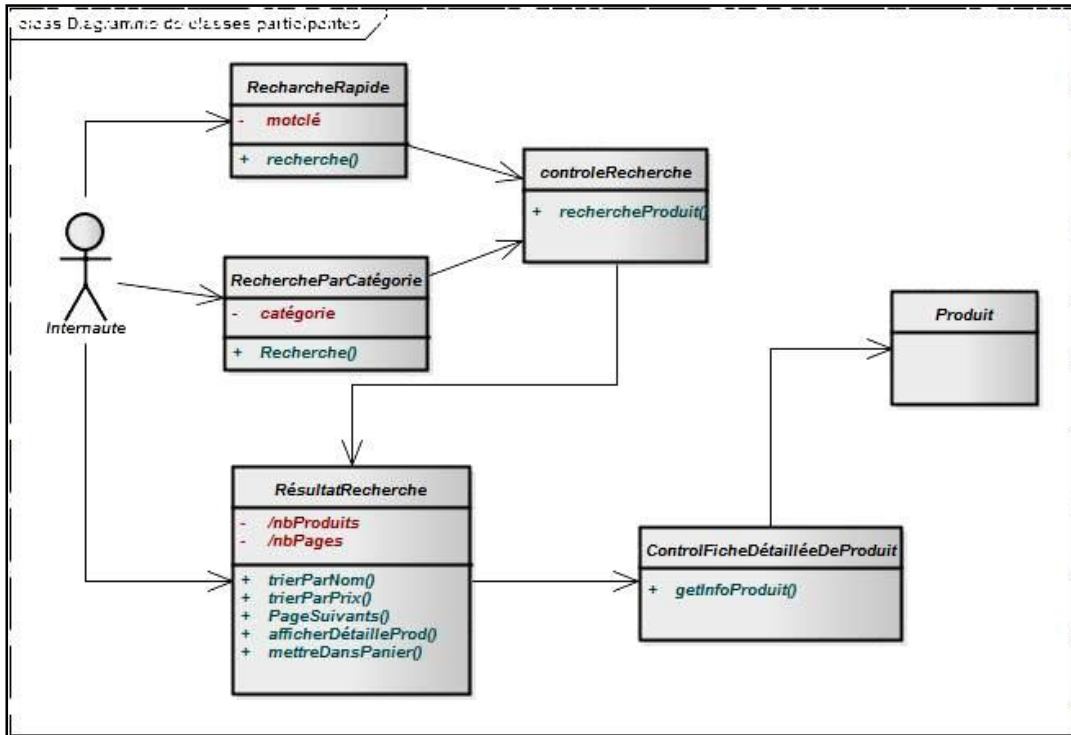 class Diagramme de classes participantes
RecharcheRapide
- motclé
+ recherche()
controleRecherche
+ rechercheProduit()
RechercheParCatégorie
- catégorie
+ Recherche()
Internaute
Produit
RésultatRecherche
- /nbProduits
- /nbPages
+ trierParNom()
+ trierParPrix()
+ PageSuivants()
+ afficherDétailleProd()
+ mettreDansPanier()
ControlFicheDétailléeDeProduit
+ getInfoProduit()